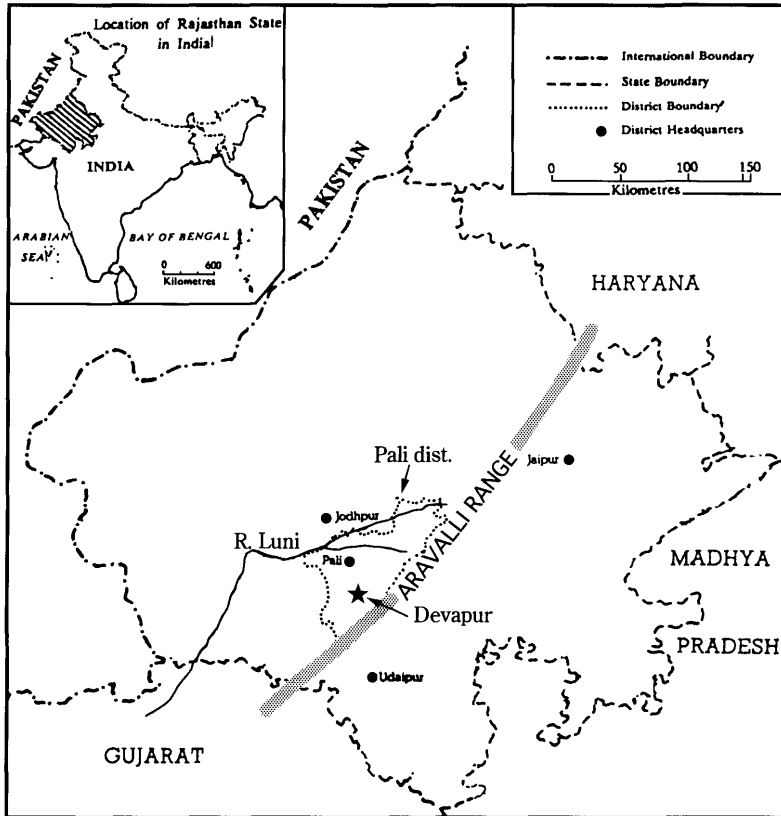 Location of Rajasthan State
in India
PAKISTAN
INDIA
ARABIAN
SEA
BAY OF BENGAL
0 600
Kilometres
International Boundary
State Boundary
District Boundary
District Headquarters
0 50 100 150
Kilometres
PAKISTAN
HARYANA
Pali dist.
Jaipur
Jodhpur
ARAVALLI RANGE
R. Luni
Pali
MADHYA
Devapur
PRADESH
Udaipur
GUJARAT